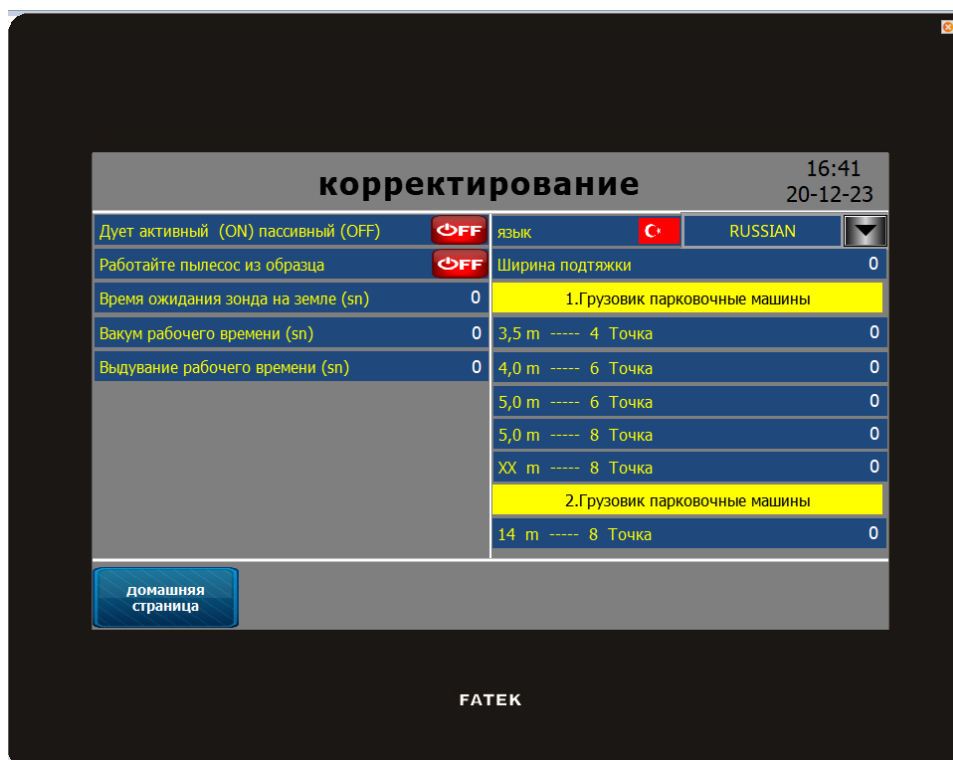 корректирование
16:41
20-12-23
Дует активный (ON) пассивный (OFF) OFF
Работайте пылесос из образца OFF
Время ожидания зонда на земле (sn) 0
Вакум рабочего времени (sn) 0
Выдувание рабочего времени (sn) 0
язык RUSSIAN
Ширина подтяжки 0
1.Грузовик парковочные машины
3,5 m ----- 4 Точка 0
4,0 m ----- 6 Точка 0
5,0 m ----- 6 Точка 0
5,0 m ----- 8 Точка 0
XX m ----- 8 Точка 0
2.Грузовик парковочные машины
14 m ----- 8 Точка 0
домашняя
страница
FATEK